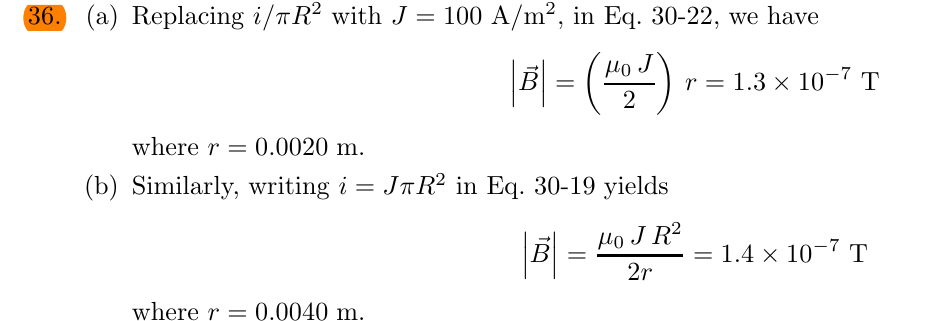 36. (a) Replacing i/πR² with J = 100 A/m², in Eq. 30-22, we have
|B⃗| = (μ₀ J / 2) r = 1.3 × 10⁻⁷ T
where r = 0.0020 m.
(b) Similarly, writing i = JπR² in Eq. 30-19 yields
|B⃗| = μ₀ J R² / 2r = 1.4 × 10⁻⁷ T
where r = 0.0040 m.